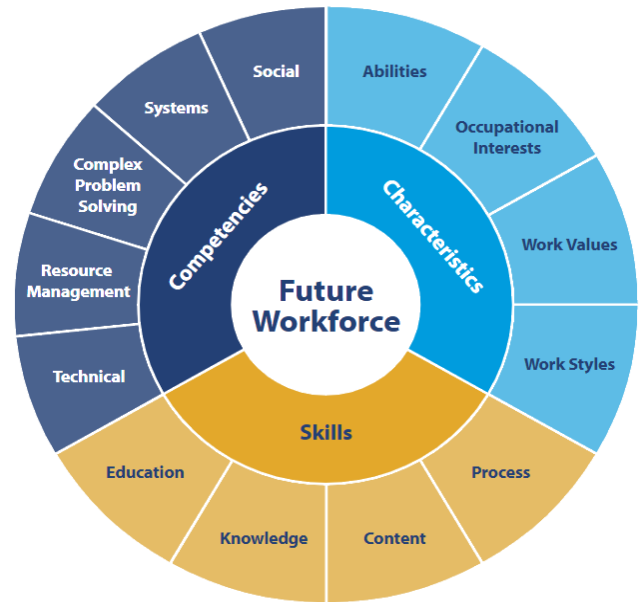 Social
Abilities
Systems
Occupational
Interests
Complex
Problem
Solving
Competencies
Characteristics
Work Values
Resource
Management
Future
Workforce
Technical
Work Styles
Skills
Education
Process
Knowledge
Content